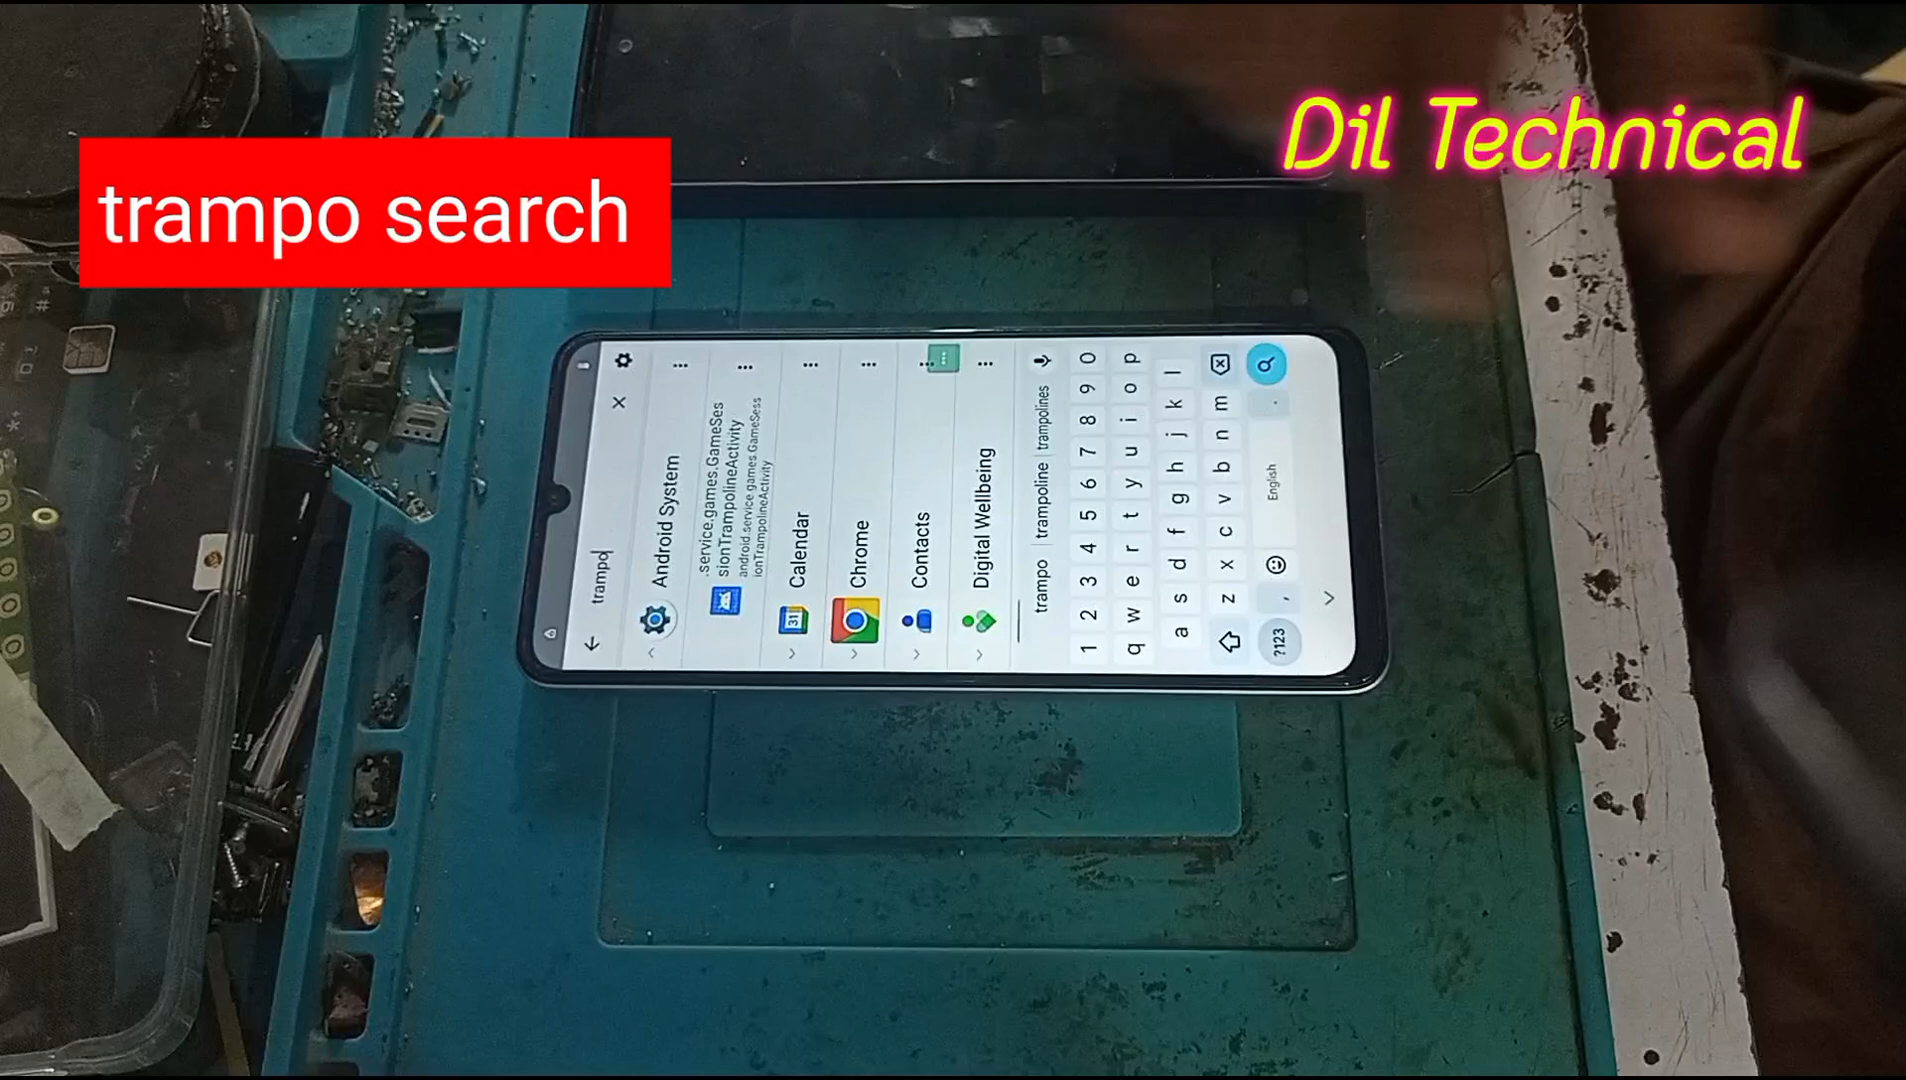 Dil Technical
trampo search
trampo
Android System
.service.games.GameSes
sionTrampolineActivity
android.service.games.GameSess
ionTrampolineActivity
31
Calendar
Chrome
Contacts
Digital Wellbeing
trampo trampoline trampolines
1 2 3 4 5 6 7 8 9 0
q w e r t y u i o p
a s d f g h j k l
z x c v b n m
?123 , English .